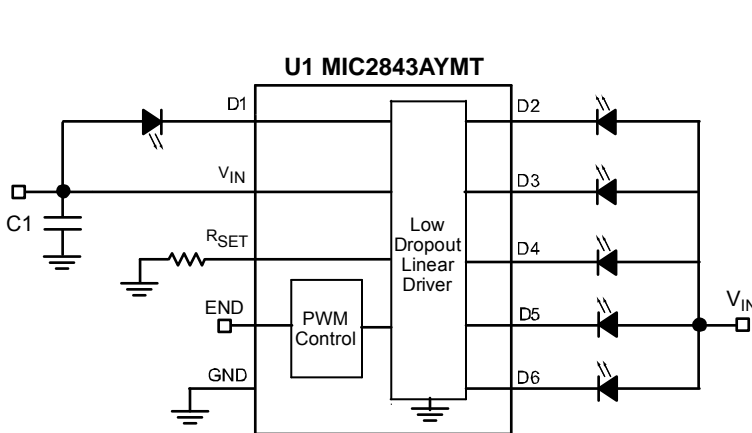 U1 MIC2843AYMT
D1
D2
VIN
D3
C1
RSET
Low
Dropout
Linear
Driver
D4
END
PWM
Control
D5
VIN
GND
D6